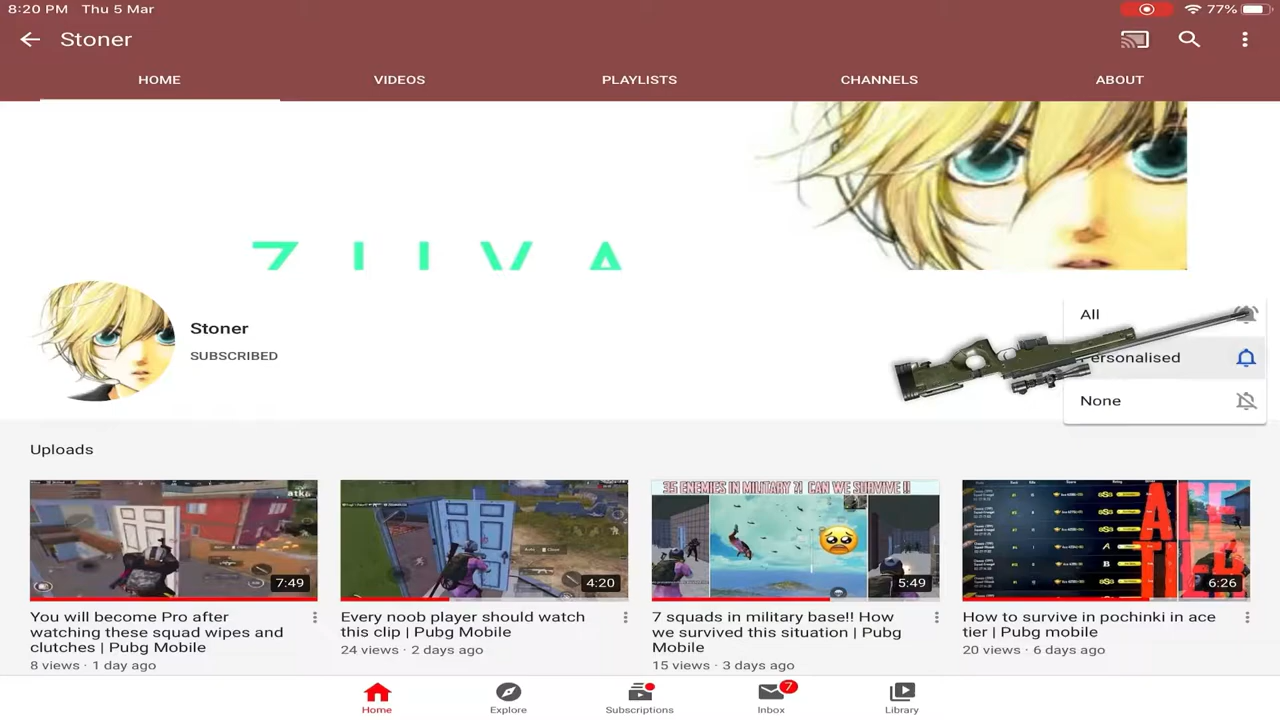 8:20 PM Thu 5 Mar
77%
Stoner
HOME VIDEOS PLAYLISTS CHANNELS ABOUT
Z I I V A
Stoner
SUBSCRIBED
All
ersonalised
None
Uploads
35 ENEMIES IN MILITARY ?! CAN WE SURVIVE !!
7:49
4:20
5:49
6:26
You will become Pro after
watching these squad wipes and
clutches | Pubg Mobile
8 views · 1 day ago
Every noob player should watch
this clip | Pubg Mobile
24 views · 2 days ago
7 squads in military base!! How
we survived this situation | Pubg
Mobile
15 views · 3 days ago
How to survive in pochinki in ace
tier | Pubg mobile
20 views · 6 days ago
Home Explore Subscriptions 7 Inbox Library